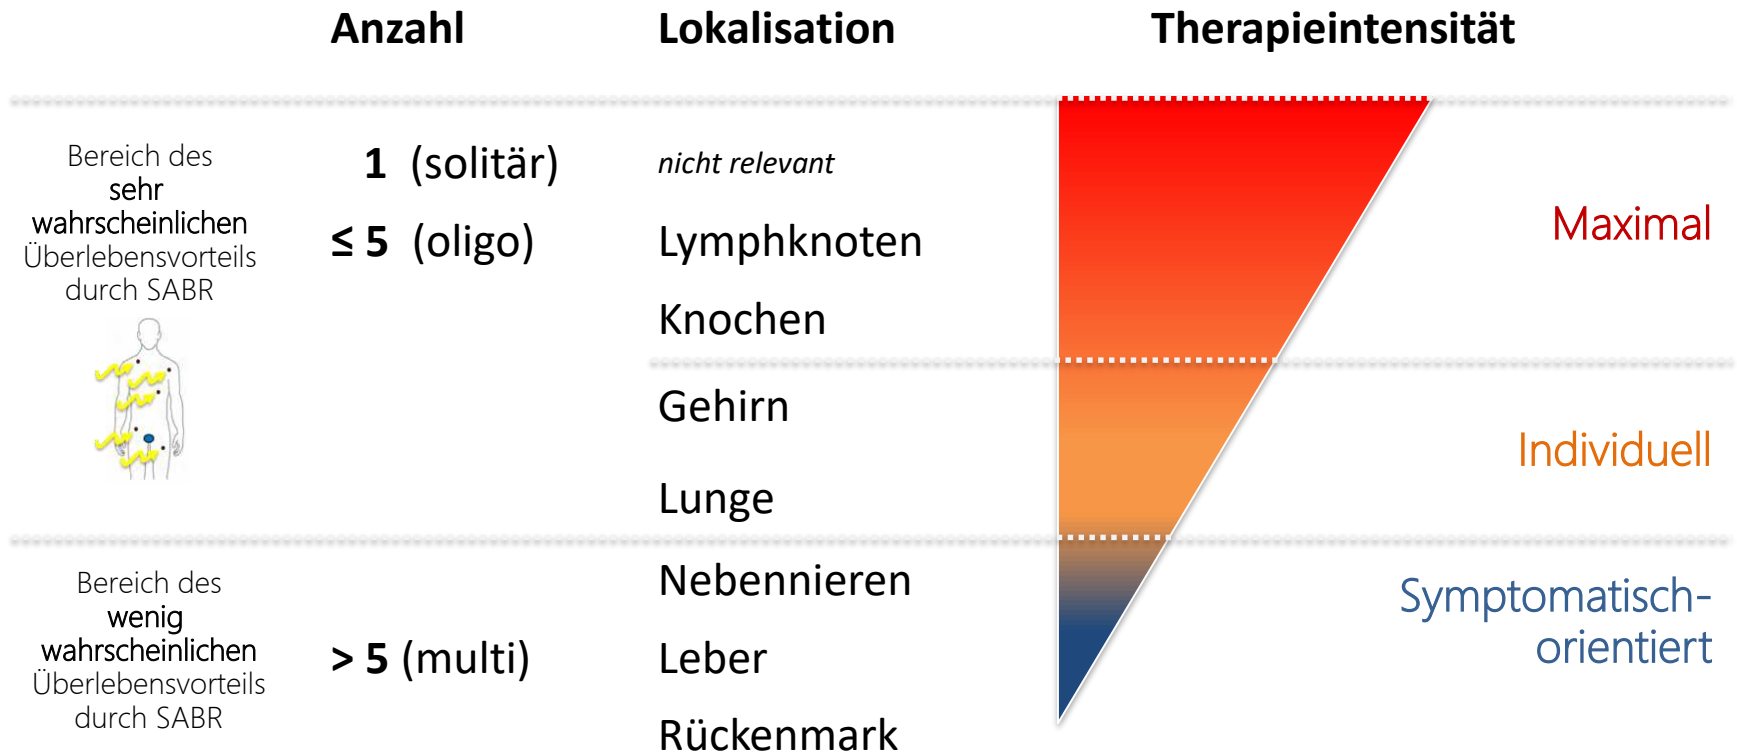 Anzahl
Lokalisation
Therapieintensität
Bereich des
sehr
wahrscheinlichen
Überlebensvorteils
durch SABR
1 (solitär)
≤ 5 (oligo)
nicht relevant
Lymphknoten
Knochen
Maximal
Gehirn
Lunge
Individuell
Bereich des
wenig
wahrscheinlichen
Überlebensvorteils
durch SABR
> 5 (multi)
Nebennieren
Leber
Rückenmark
Symptomatisch-
orientiert